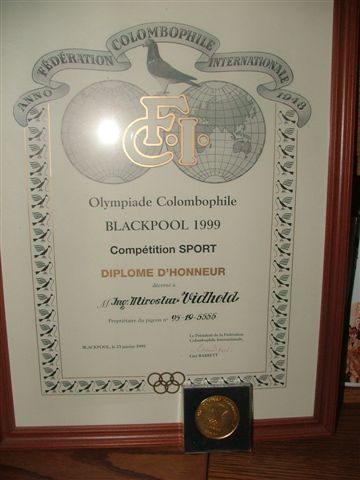 ANNO FÉDÉRATION COLOMBOPHILE INTERNATIONALE 1948
F.C.I.
Olympiade Colombophile
BLACKPOOL 1999
Compétition SPORT
DIPLOME D'HONNEUR
décerné à
M. Ing. Miroslav Vidhold
Propriétaire du pigeon n° 95-19-5555
Le Président de la Fédération
Colombophile Internationale,
BLACKPOOL, le 23 janvier 1999
Guy BARRETT